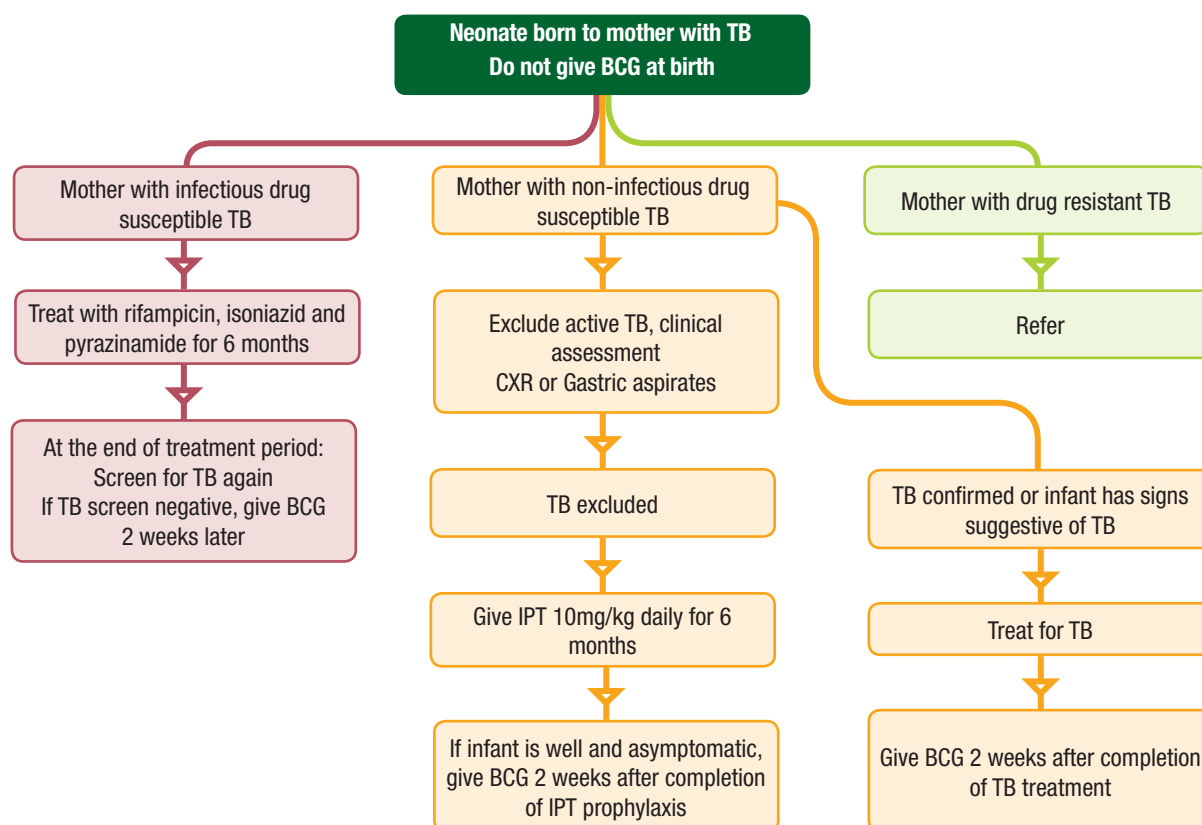 Neonate born to mother with TB
Do not give BCG at birth
Mother with infectious drug
susceptible TB
Treat with rifampicin, isoniazid and
pyrazinamide for 6 months
At the end of treatment period:
Screen for TB again
If TB screen negative, give BCG
2 weeks later
Mother with non-infectious drug
susceptible TB
Exclude active TB, clinical
assessment
CXR or Gastric aspirates
TB excluded
Give IPT 10mg/kg daily for 6
months
If infant is well and asymptomatic,
give BCG 2 weeks after completion
of IPT prophylaxis
TB confirmed or infant has signs
suggestive of TB
Treat for TB
Give BCG 2 weeks after completion
of TB treatment
Mother with drug resistant TB
Refer